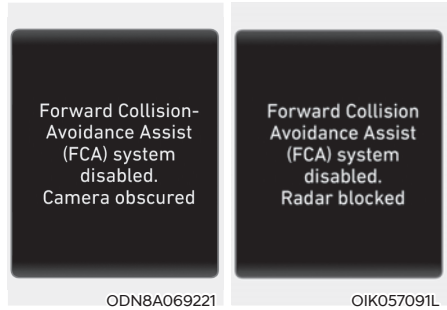 Forward Collision-
Avoidance Assist
(FCA) system
disabled.
Camera obscured
ODN8A069221
Forward Collision
Avoidance Assist
(FCA) system
disabled.
Radar blocked
OIK057091L